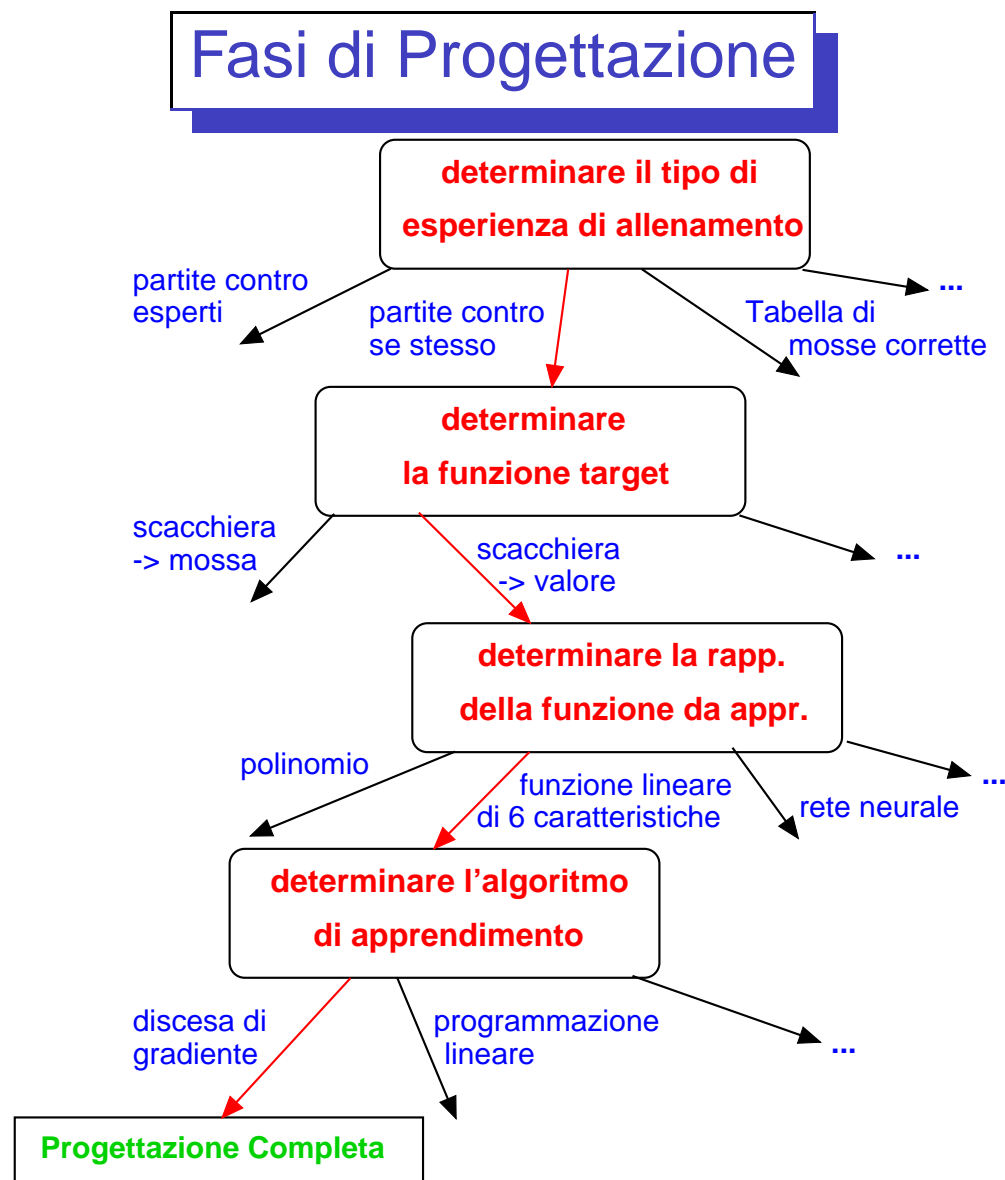 Fasi di Progettazione
determinare il tipo di
esperienza di allenamento
partite contro
esperti
partite contro
se stesso
Tabella di
mosse corrette
...
determinare
la funzione target
scacchiera
-> mossa
scacchiera
-> valore
...
determinare la rapp.
della funzione da appr.
polinomio
funzione lineare
di 6 caratteristiche
rete neurale
...
determinare l'algoritmo
di apprendimento
discesa di
gradiente
programmazione
lineare
...
Progettazione Completa